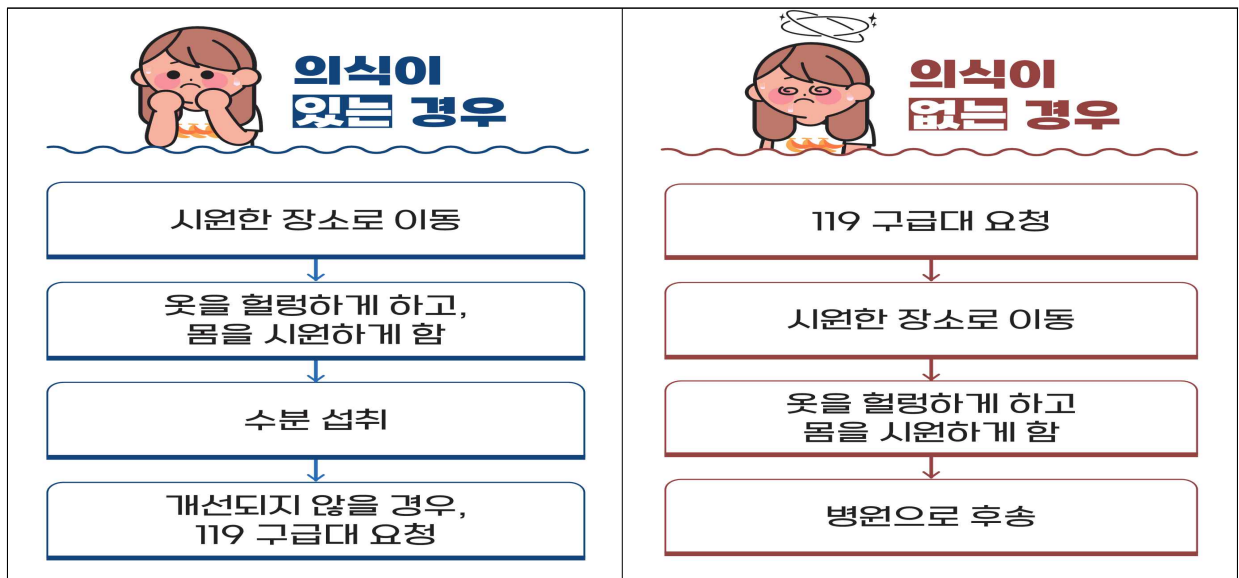 의식이
있는 경우
시원한 장소로 이동
옷을 헐렁하게 하고,
몸을 시원하게 함
수분 섭취
개선되지 않을 경우,
119 구급대 요청
의식이
없는 경우
119 구급대 요청
시원한 장소로 이동
옷을 헐렁하게 하고
몸을 시원하게 함
병원으로 후송